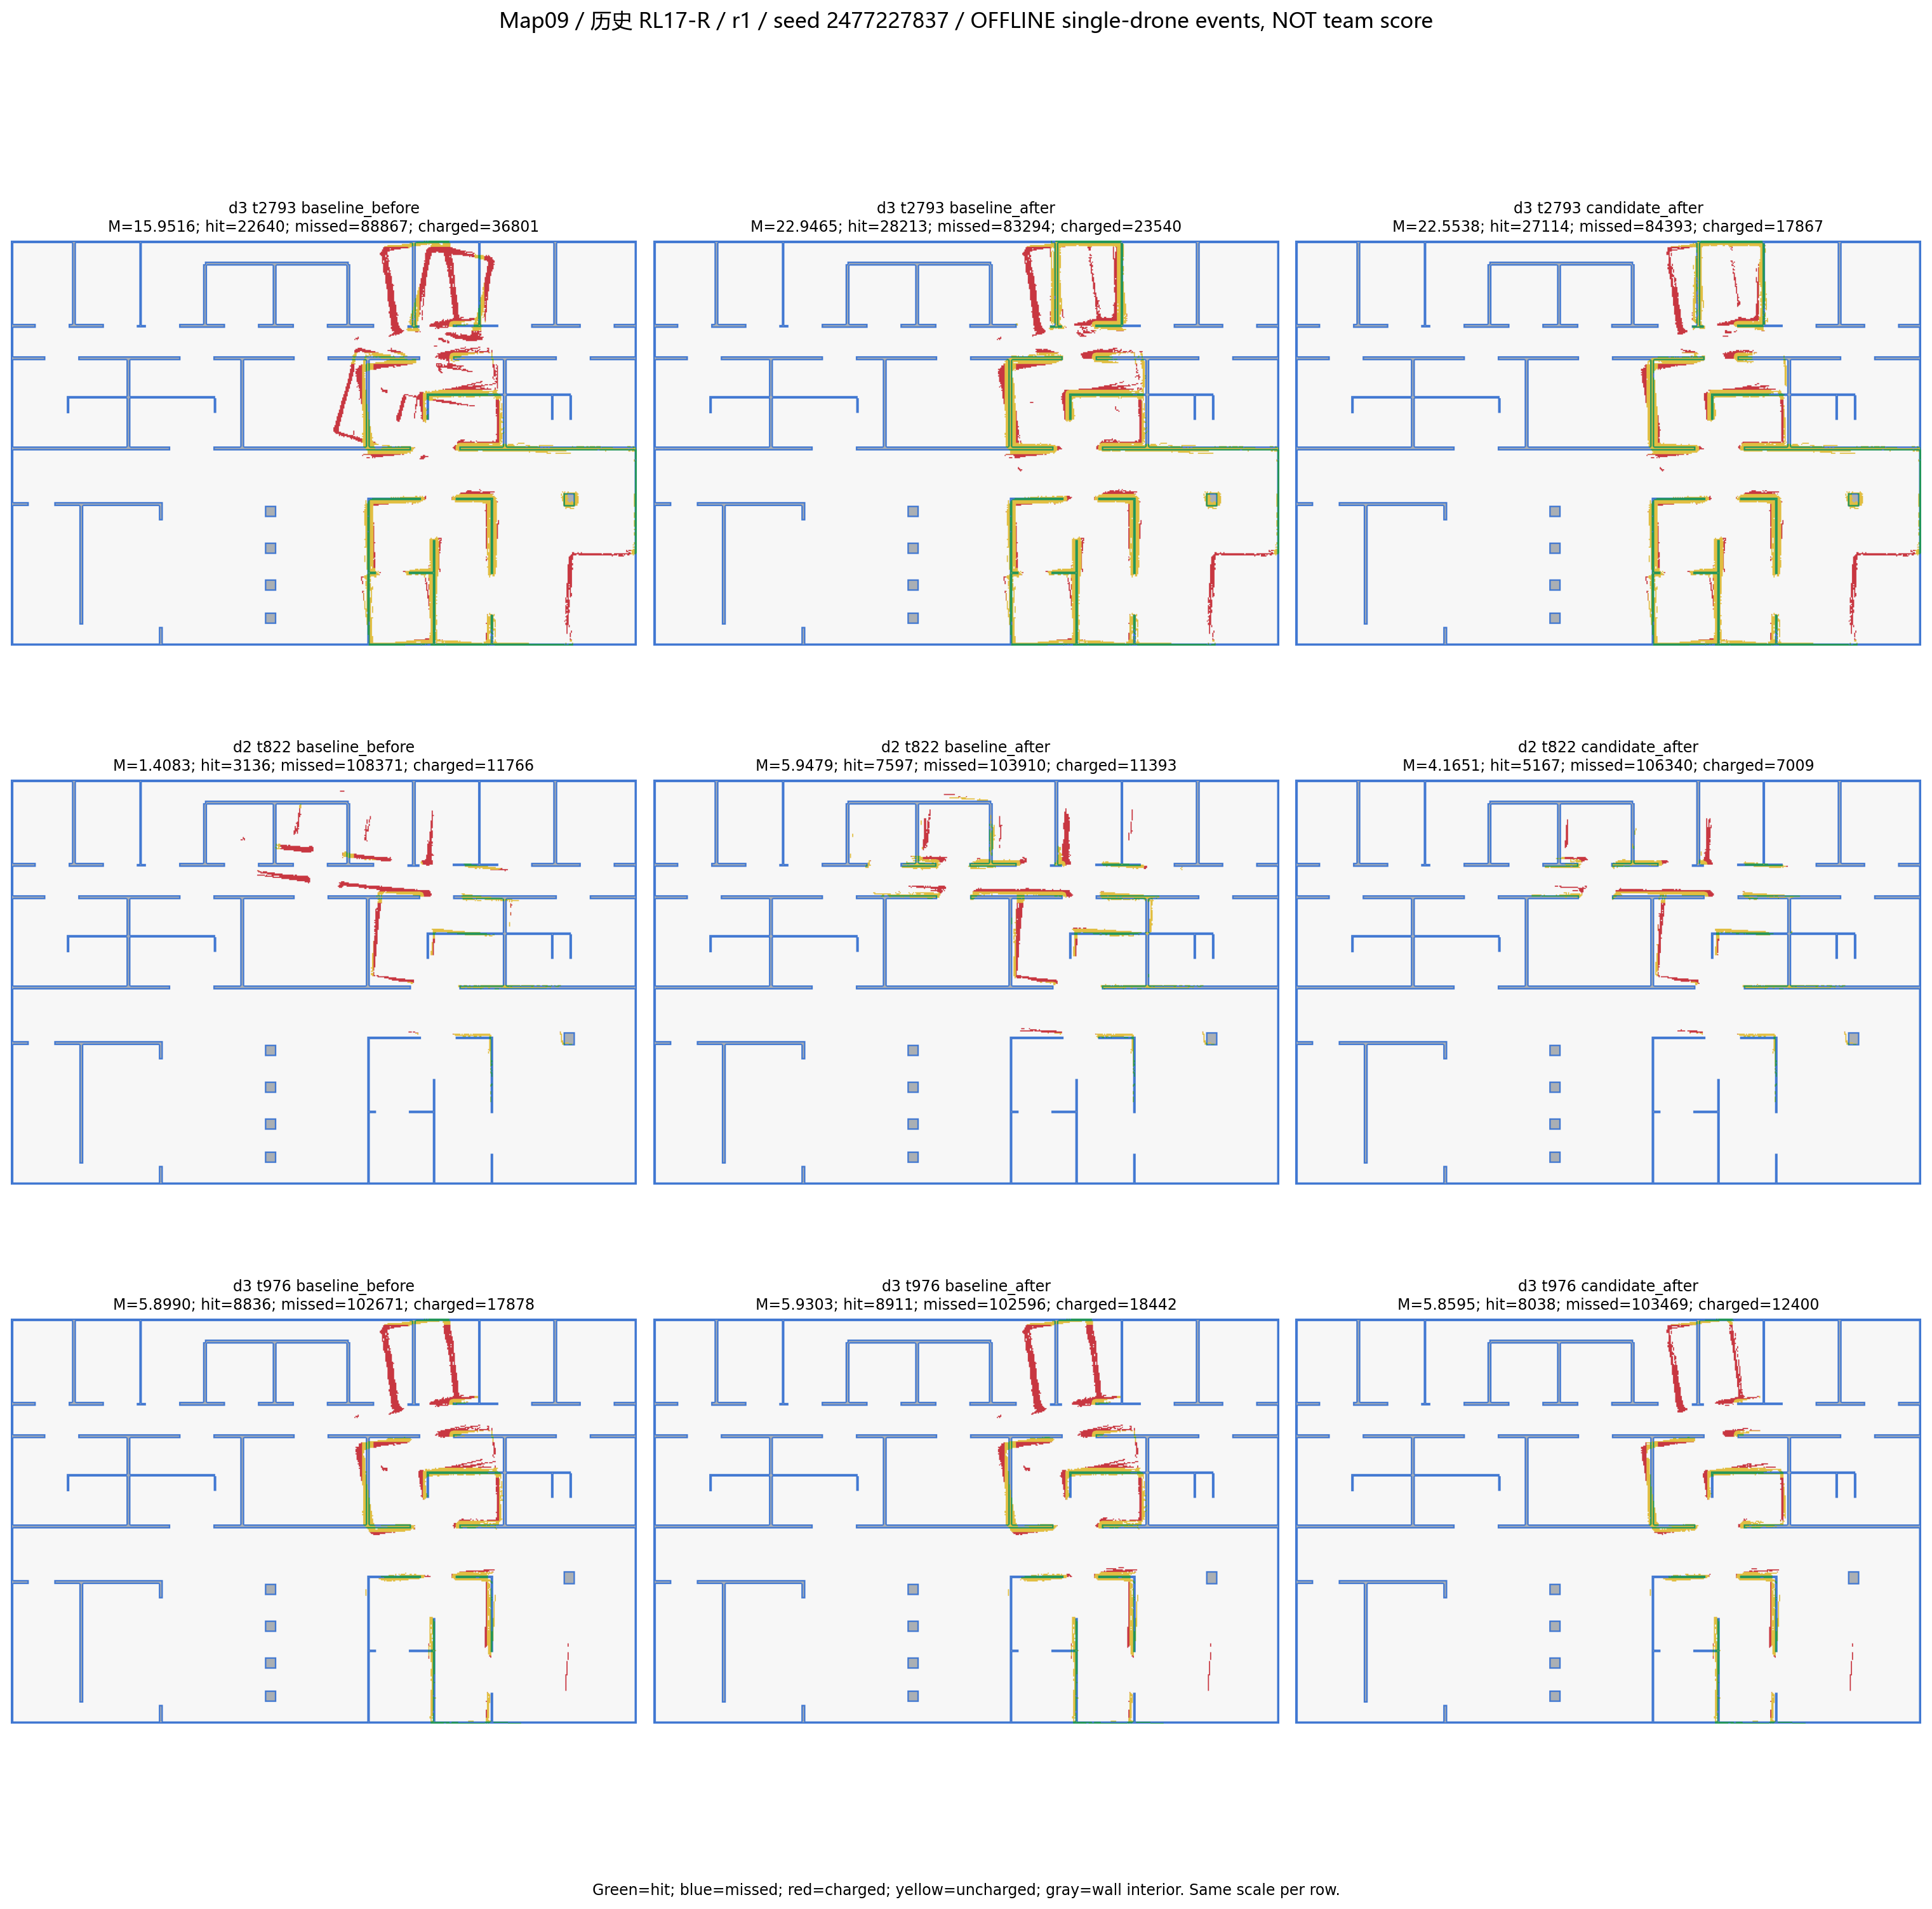 Map09 / 历史 RL17-R / r1 / seed 2477227837 / OFFLINE single-drone events, NOT team score
d3 t2793 baseline_before
M=15.9516; hit=22640; missed=88867; charged=36801
d3 t2793 baseline_after
M=22.9465; hit=28213; missed=83294; charged=23540
d3 t2793 candidate_after
M=22.5538; hit=27114; missed=84393; charged=17867
d2 t822 baseline_before
M=1.4083; hit=3136; missed=108371; charged=11766
d2 t822 baseline_after
M=5.9479; hit=7597; missed=103910; charged=11393
d2 t822 candidate_after
M=4.1651; hit=5167; missed=106340; charged=7009
d3 t976 baseline_before
M=5.8990; hit=8836; missed=102671; charged=17878
d3 t976 baseline_after
M=5.9303; hit=8911; missed=102596; charged=18442
d3 t976 candidate_after
M=5.8595; hit=8038; missed=103469; charged=12400
Green=hit; blue=missed; red=charged; yellow=uncharged; gray=wall interior. Same scale per row.